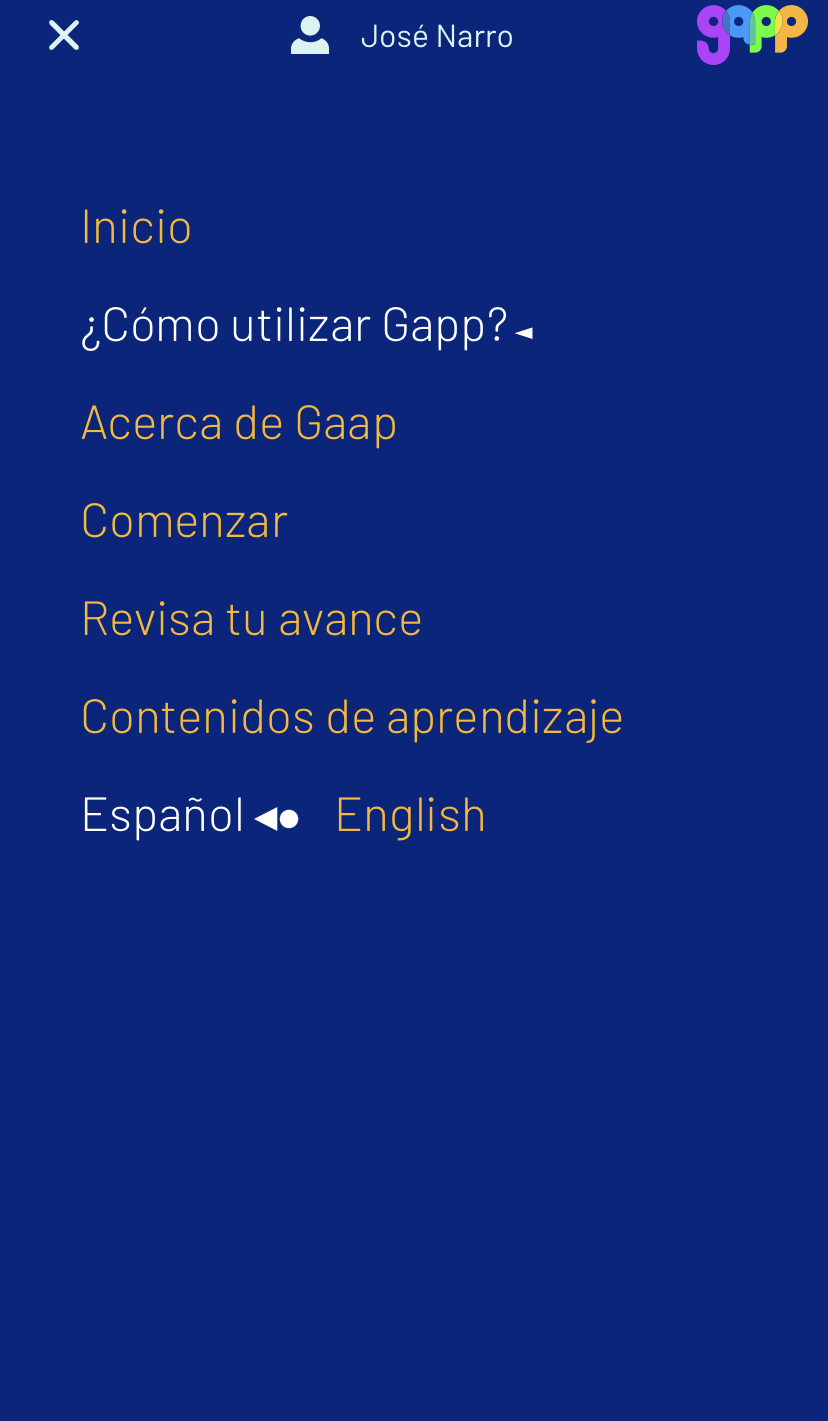 José Narro
gapp
Inicio
¿Cómo utilizar Gapp?
Acerca de Gaap
Comenzar
Revisa tu avance
Contenidos de aprendizaje
Español English